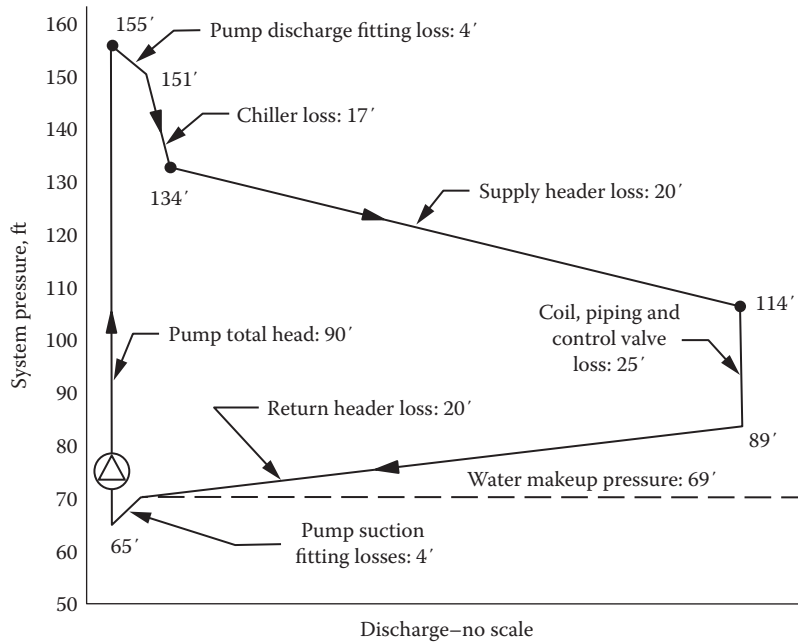 160
150
140
130
120
110
100
90
80
70
60
50
System pressure, ft
155′
Pump discharge fitting loss: 4′
151′
Chiller loss: 17′
134′
Supply header loss: 20′
114′
Coil, piping and
control valve
loss: 25′
Pump total head: 90′
Return header loss: 20′
89′
Water makeup pressure: 69′
65′
Pump suction
fitting losses: 4′
Discharge–no scale